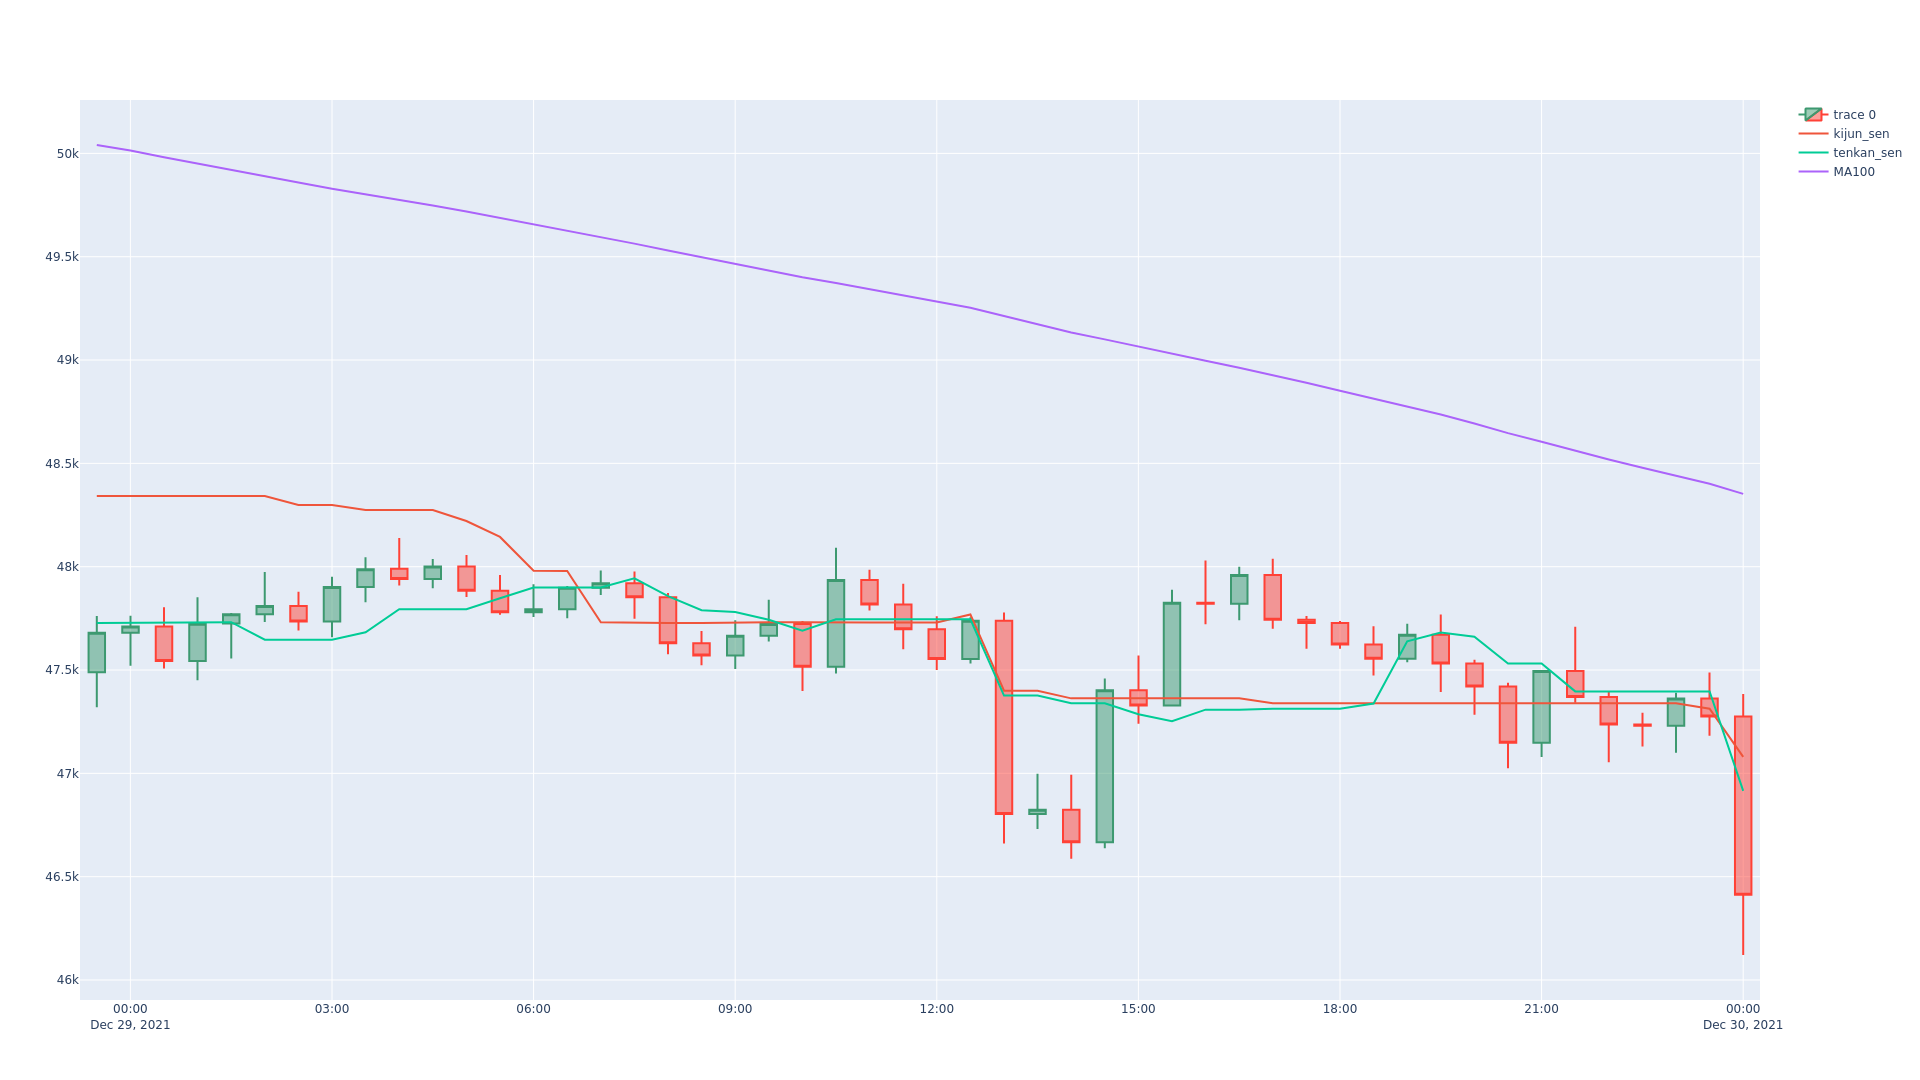 trace 0
kijun_sen
tenkan_sen
MA100
50k
49.5k
49k
48.5k
48k
47.5k
47k
46.5k
46k
00:00 03:00 06:00 09:00 12:00 15:00 18:00 21:00 00:00
Dec 29, 2021 Dec 30, 2021